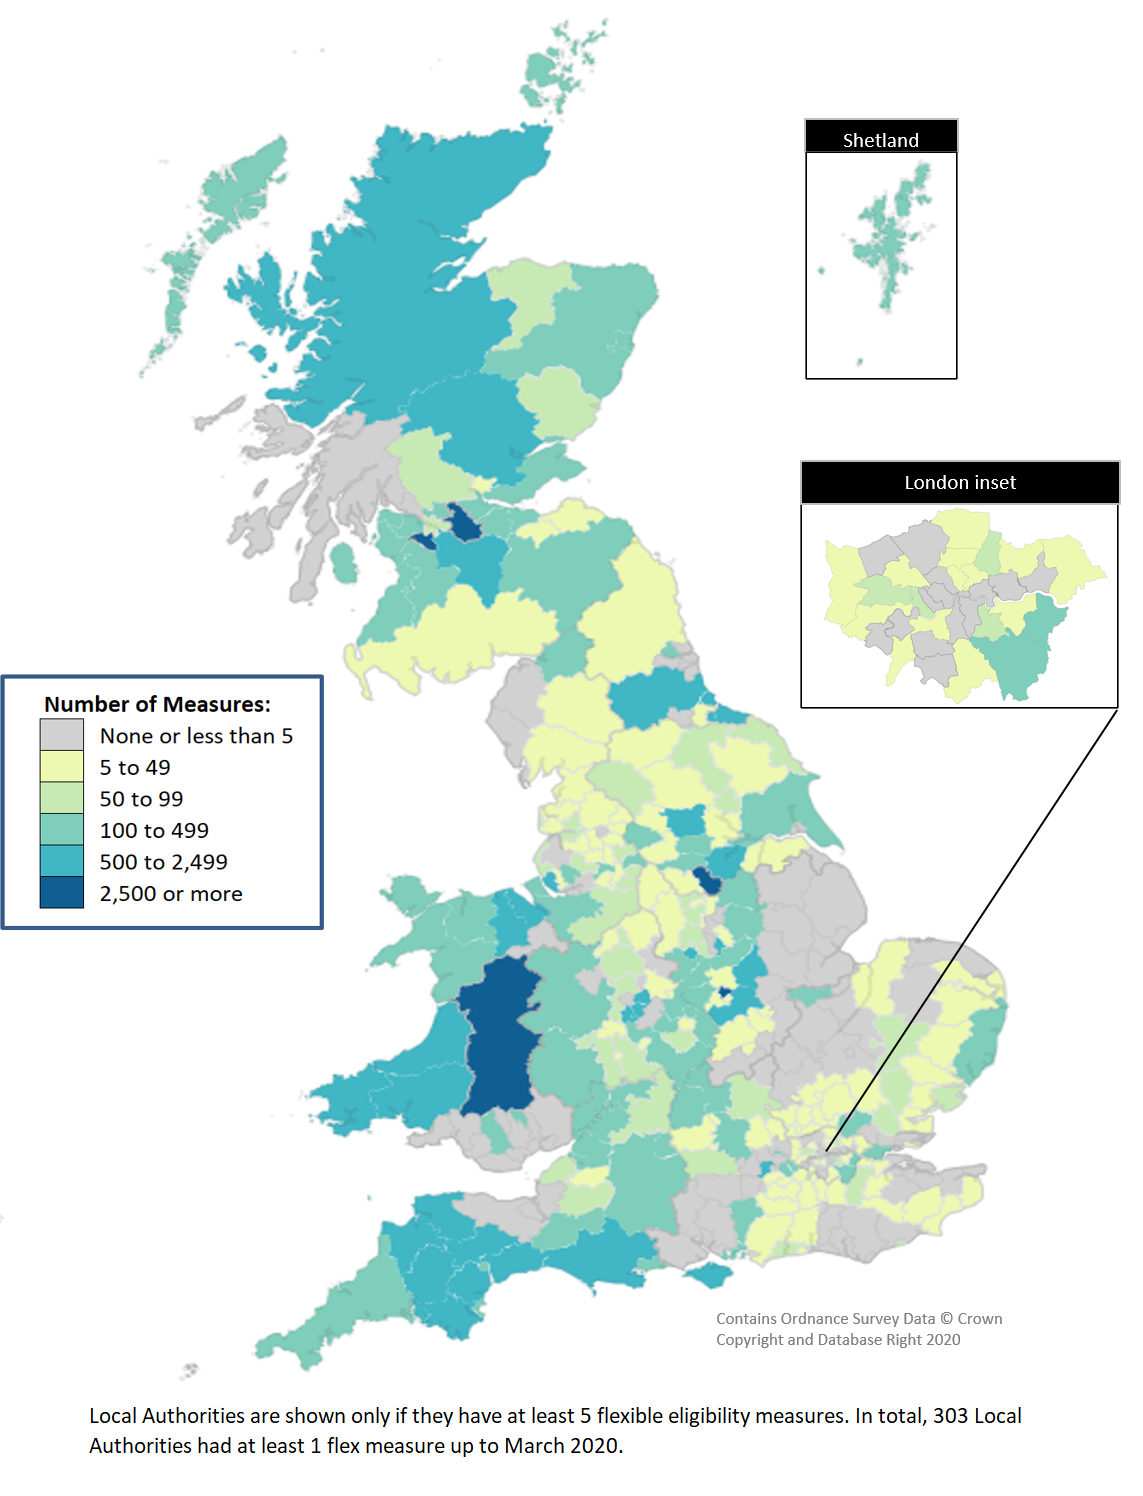 Shetland
London inset
Number of Measures:
None or less than 5
5 to 49
50 to 99
100 to 499
500 to 2,499
2,500 or more
Contains Ordnance Survey Data © Crown
Copyright and Database Right 2020
Local Authorities are shown only if they have at least 5 flexible eligibility measures. In total, 303 Local
Authorities had at least 1 flex measure up to March 2020.